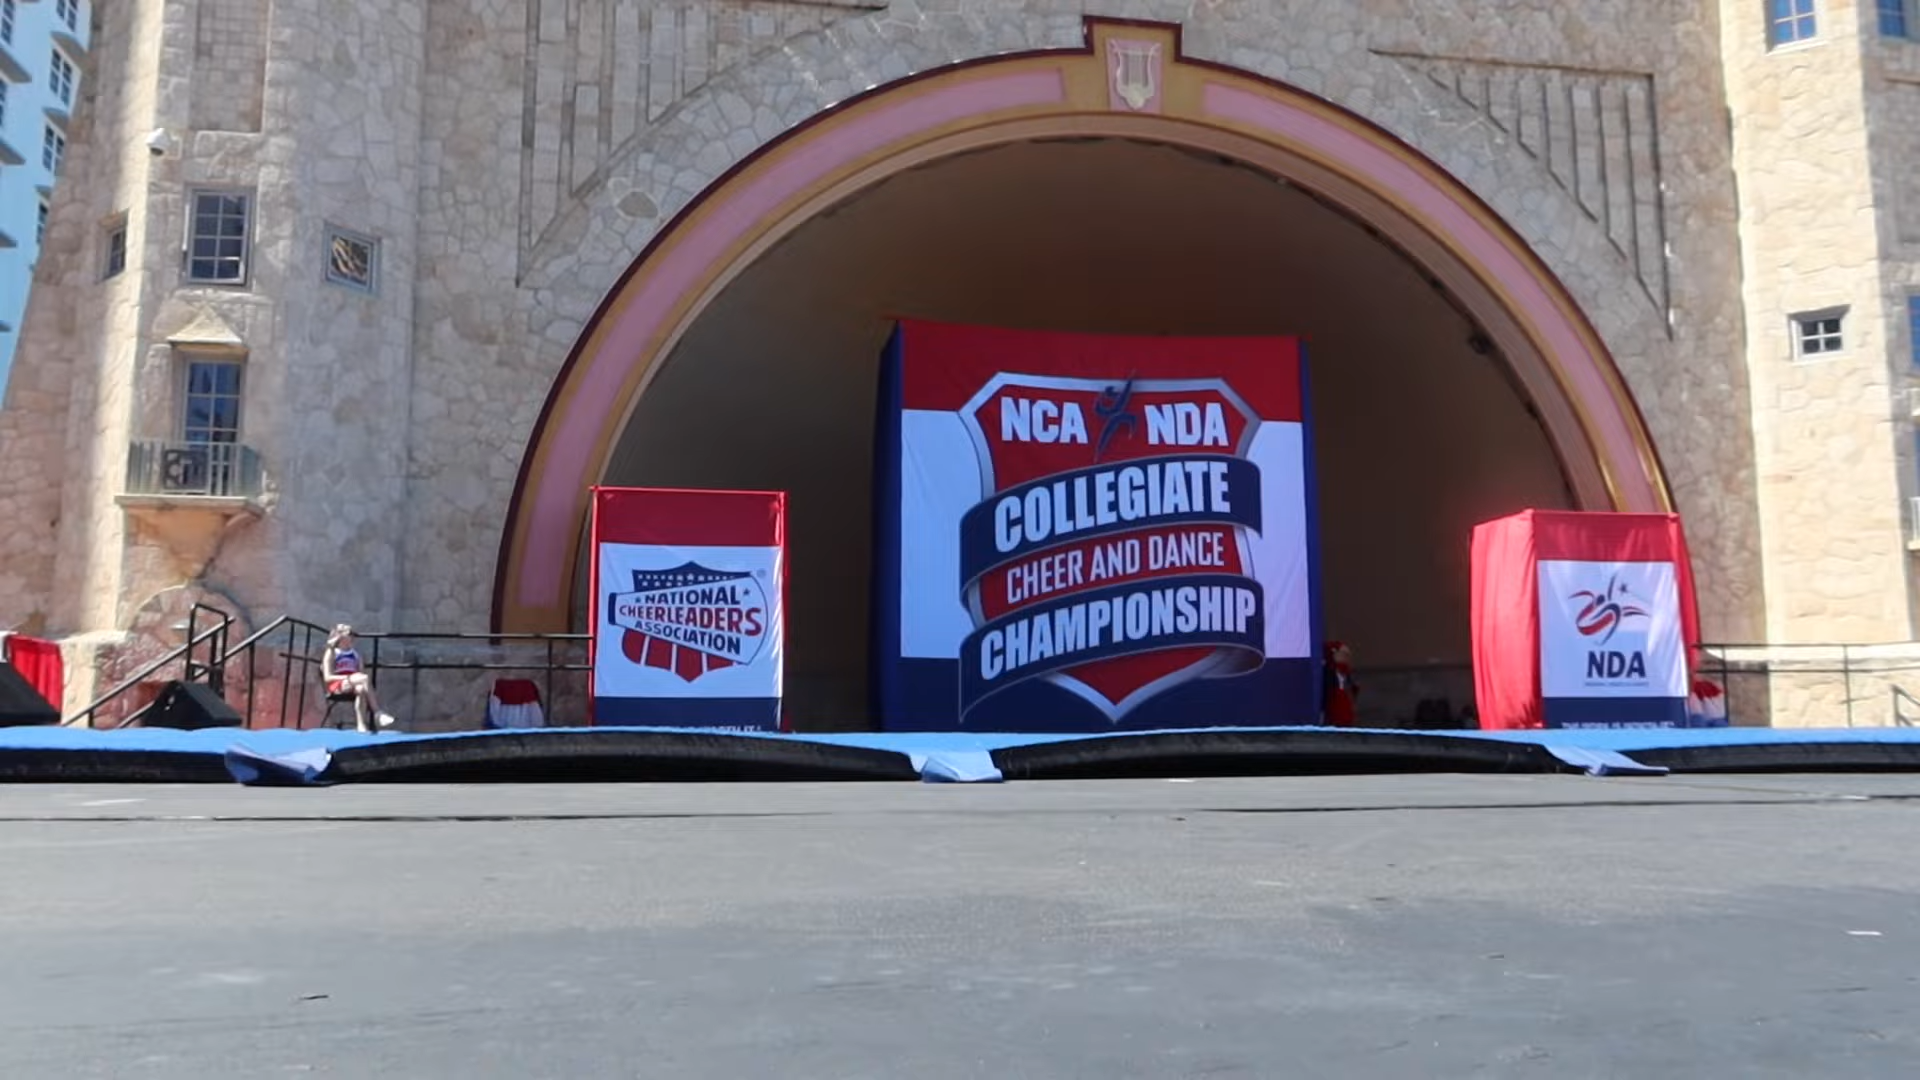 NCA NDA
COLLEGIATE
CHEER AND DANCE
CHAMPIONSHIP
NATIONAL
CHEERLEADERS
ASSOCIATION
®
NDA